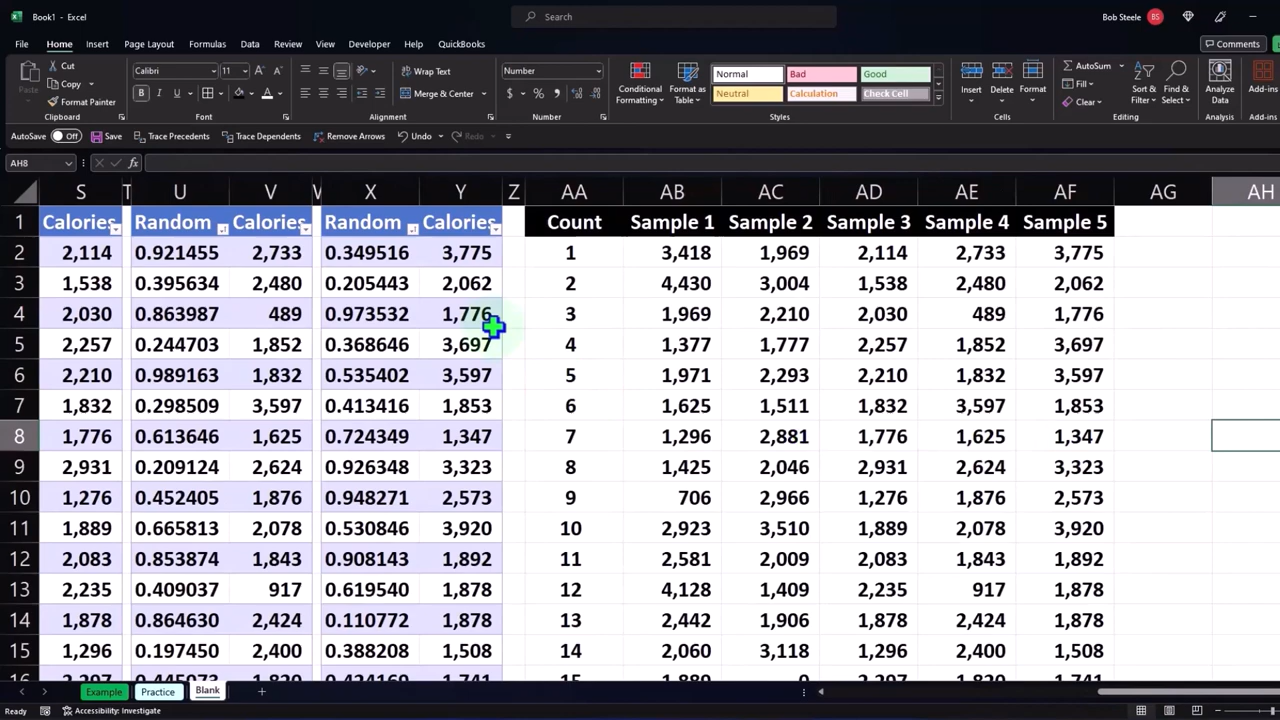 Book1 - Excel
Search
Bob Steele BS
File Home Insert Page Layout Formulas Data Review View Developer Help QuickBooks Comments
Paste Cut Copy Format Painter
Calibri 11 Wrap Text Merge & Center Number
Conditional Formatting Format as Table Normal Bad Good Neutral Calculation Check Cell
Insert Delete Format AutoSum Fill Clear Sort & Filter Find & Select Analyze Data Add-ins
Clipboard Font Alignment Number Styles Cells Editing Analysis Add-ins
AutoSave Off Save Trace Precedents Trace Dependents Remove Arrows Undo Redo
AH8 fx
S T U V W X Y Z AA AB AC AD AE AF AG AH
1 Calories Random Calories Random Calories Count Sample 1 Sample 2 Sample 3 Sample 4 Sample 5
2 2,114 0.921455 2,733 0.349516 3,775 1 3,418 1,969 2,114 2,733 3,775
3 1,538 0.395634 2,480 0.205443 2,062 2 4,430 3,004 1,538 2,480 2,062
4 2,030 0.863987 489 0.973532 1,776 3 1,969 2,210 2,030 489 1,776
5 2,257 0.244703 1,852 0.368646 3,697 4 1,377 1,777 2,257 1,852 3,697
6 2,210 0.989163 1,832 0.535402 3,597 5 1,971 2,293 2,210 1,832 3,597
7 1,832 0.298509 3,597 0.413416 1,853 6 1,625 1,511 1,832 3,597 1,853
8 1,776 0.613646 1,625 0.724349 1,347 7 1,296 2,881 1,776 1,625 1,347
9 2,931 0.209124 2,624 0.926348 3,323 8 1,425 2,046 2,931 2,624 3,323
10 1,276 0.452405 1,876 0.948271 2,573 9 706 2,966 1,276 1,876 2,573
11 1,889 0.665813 2,078 0.530846 3,920 10 2,923 3,510 1,889 2,078 3,920
12 2,083 0.853874 1,843 0.908143 1,892 11 2,581 2,009 2,083 1,843 1,892
13 2,235 0.409037 917 0.619540 1,878 12 4,128 1,409 2,235 917 1,878
14 1,878 0.864630 2,424 0.110772 1,878 13 2,442 1,906 1,878 2,424 1,878
15 1,296 0.197450 2,400 0.388208 1,508 14 2,060 3,118 1,296 2,400 1,508
Example Practice Blank
Ready Accessibility: Investigate